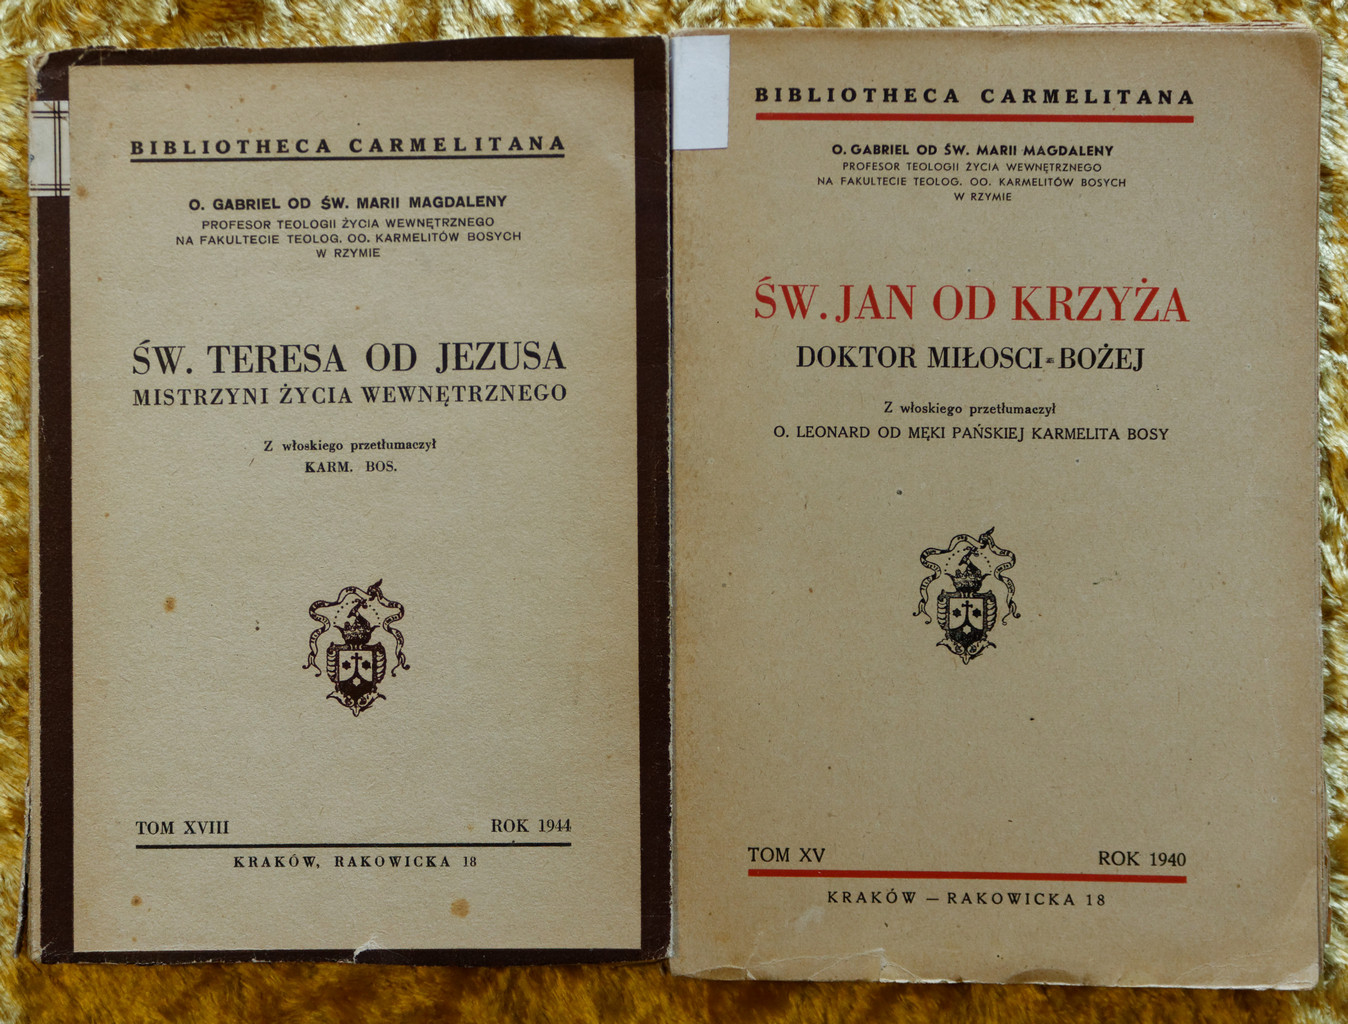 BIBLIOTHECA CARMELITANA
O. GABRIEL OD ŚW. MARII MAGDALENY
PROFESOR TEOLOGII ŻYCIA WEWNĘTRZNEGO
NA FAKULTECIE TEOLOG. OO. KARMELITÓW BOSYCH
W RZYMIE
ŚW. TERESA OD JEZUSA
MISTRZYNI ŻYCIA WEWNĘTRZNEGO
Z włoskiego przetłumaczył
KARM. BOS.
TOM XVIII ROK 1944
KRAKÓW, RAKOWICKA 18
BIBLIOTHECA CARMELITANA
O. GABRIEL OD ŚW. MARII MAGDALENY
PROFESOR TEOLOGII ŻYCIA WEWNĘTRZNEGO
NA FAKULTECIE TEOLOG. OO. KARMELITÓW BOSYCH
W RZYMIE
ŚW. JAN OD KRZYŻA
DOKTOR MIŁOSCI BOŻEJ
Z włoskiego przetłumaczył
O. LEONARD OD MĘKI PAŃSKIEJ KARMELITA BOSY
TOM XV ROK 1940
KRAKÓW — RAKOWICKA 18